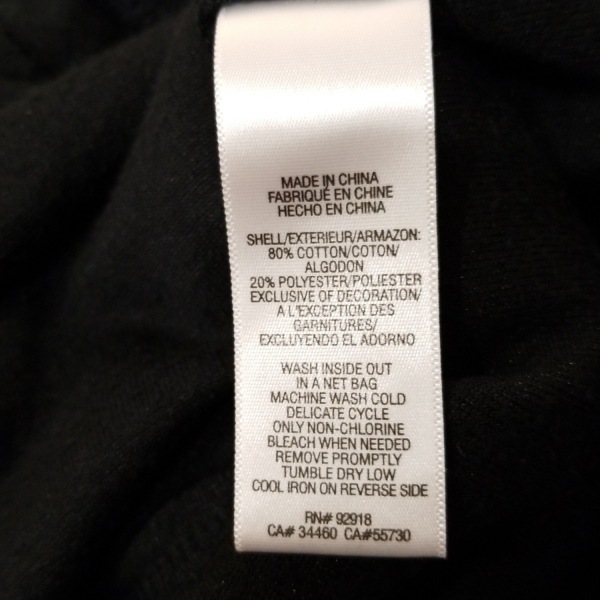 MADE IN CHINA
FABRIQUÉ EN CHINE
HECHO EN CHINA
SHELL/EXTERIEUR/ARMAZON:
80% COTTON/COTON/
ALGODON
20% POLYESTER/POLIESTER
EXCLUSIVE OF DECORATION/
A L'EXCEPTION DES
GARNITURES/
EXCLUYENDO EL ADORNO
WASH INSIDE OUT
IN A NET BAG
MACHINE WASH COLD
DELICATE CYCLE
ONLY NON-CHLORINE
BLEACH WHEN NEEDED
REMOVE PROMPTLY
TUMBLE DRY LOW
COOL IRON ON REVERSE SIDE
RN# 92918
CA# 34460 CA#55730